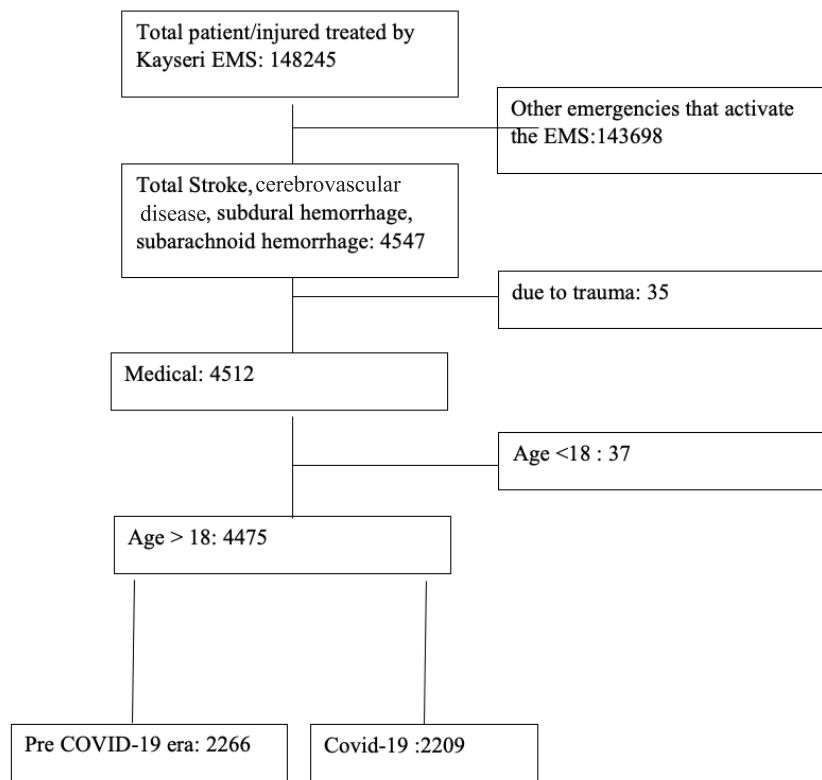 Total patient/injured treated by
Kayseri EMS: 148245
Other emergencies that activate
the EMS:143698
Total Stroke, cerebrovascular
disease, subdural hemorrhage,
subarachnoid hemorrhage: 4547
due to trauma: 35
Medical: 4512
Age <18 : 37
Age > 18: 4475
Pre COVID-19 era: 2266
Covid-19 :2209